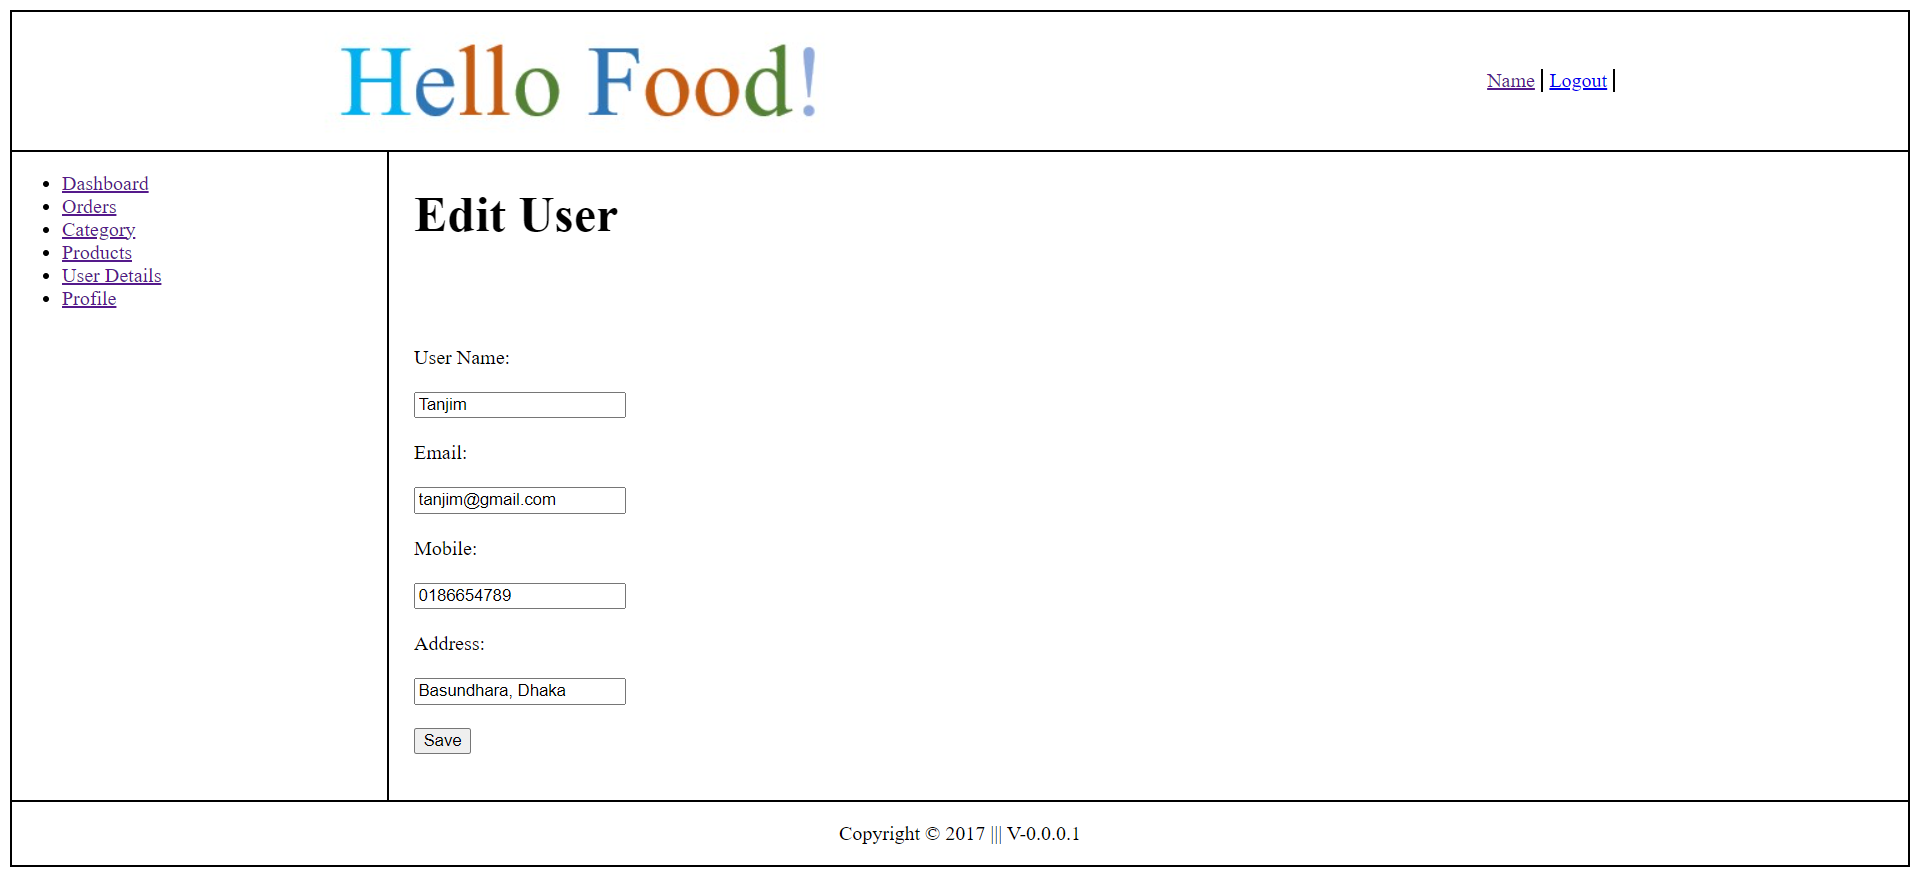 Hello Food!
Name | Logout |
Dashboard
Orders
Category
Products
User Details
Profile
Edit User
User Name:
Tanjim
Email:
tanjim@gmail.com
Mobile:
0186654789
Address:
Basundhara, Dhaka
Save
Copyright © 2017 ||| V-0.0.0.1